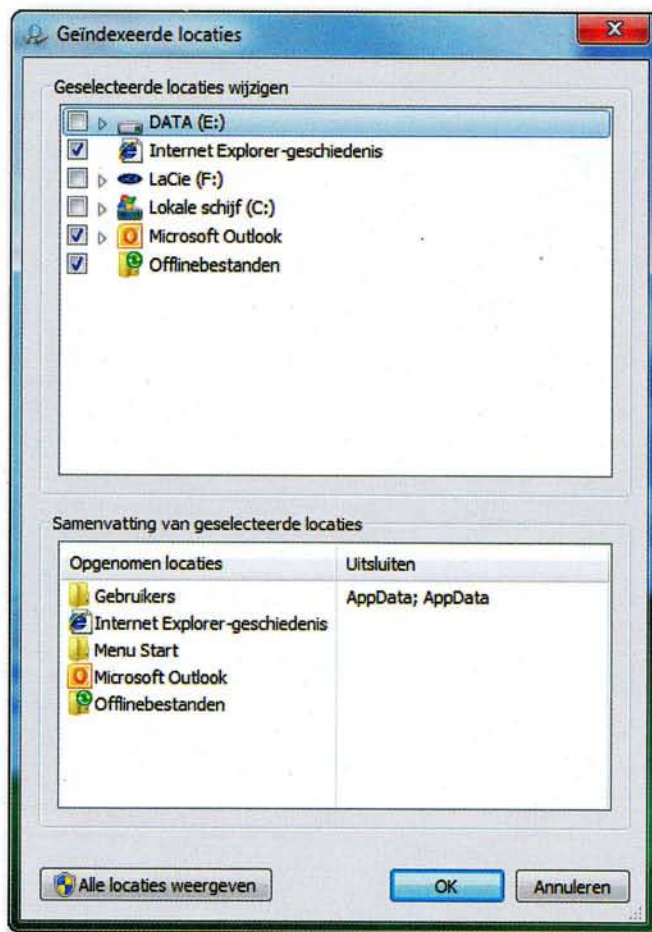 Geïndexeerde locaties
Geselecteerde locaties wijzigen
DATA (E:)
Internet Explorer-geschiedenis
LaCie (F:)
Lokale schijf (C:)
Microsoft Outlook
Offlinebestanden
Samenvatting van geselecteerde locaties
Opgenomen locaties Uitsluiten
Gebruikers AppData; AppData
Internet Explorer-geschiedenis
Menu Start
Microsoft Outlook
Offlinebestanden
Alle locaties weergeven OK Annuleren